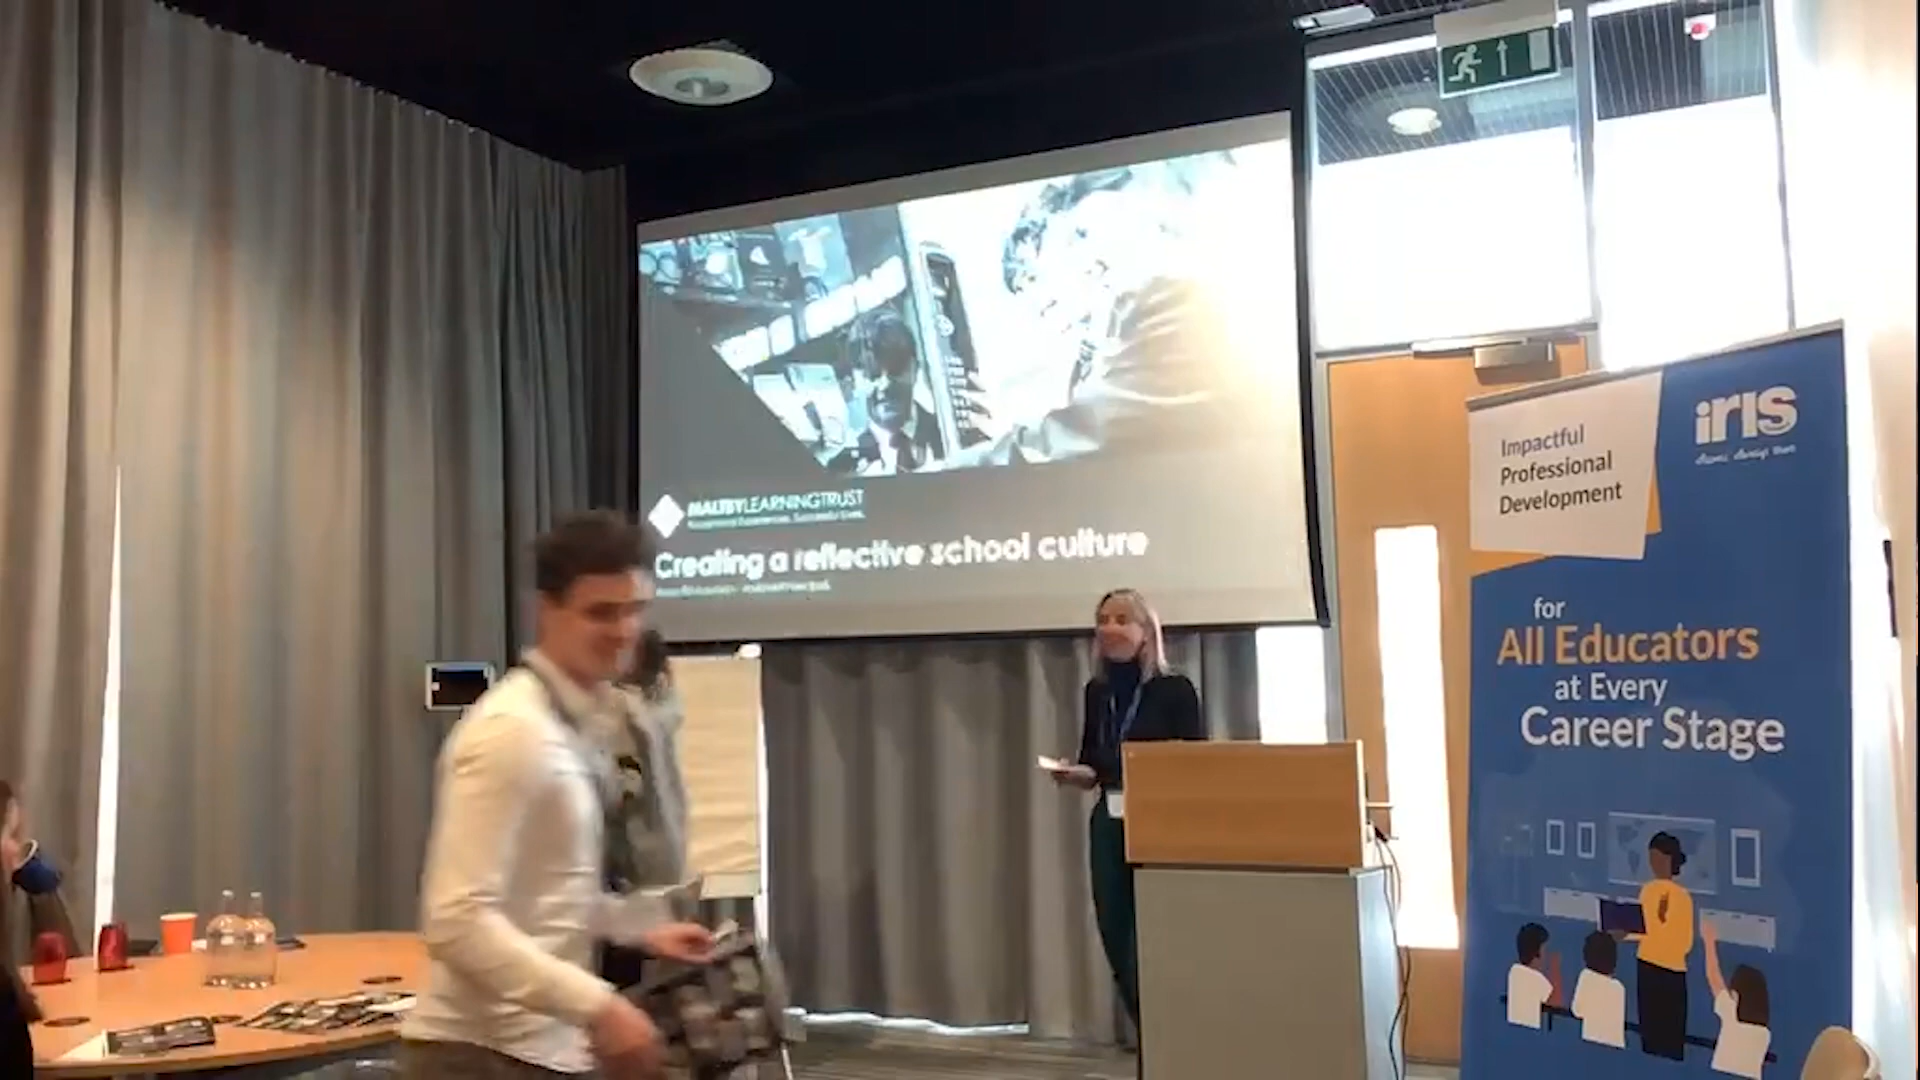 MALTBYLEARNINGTRUST
Creating a reflective school culture
Impactful
Professional
Development
iris
for
All Educators
at Every
Career Stage